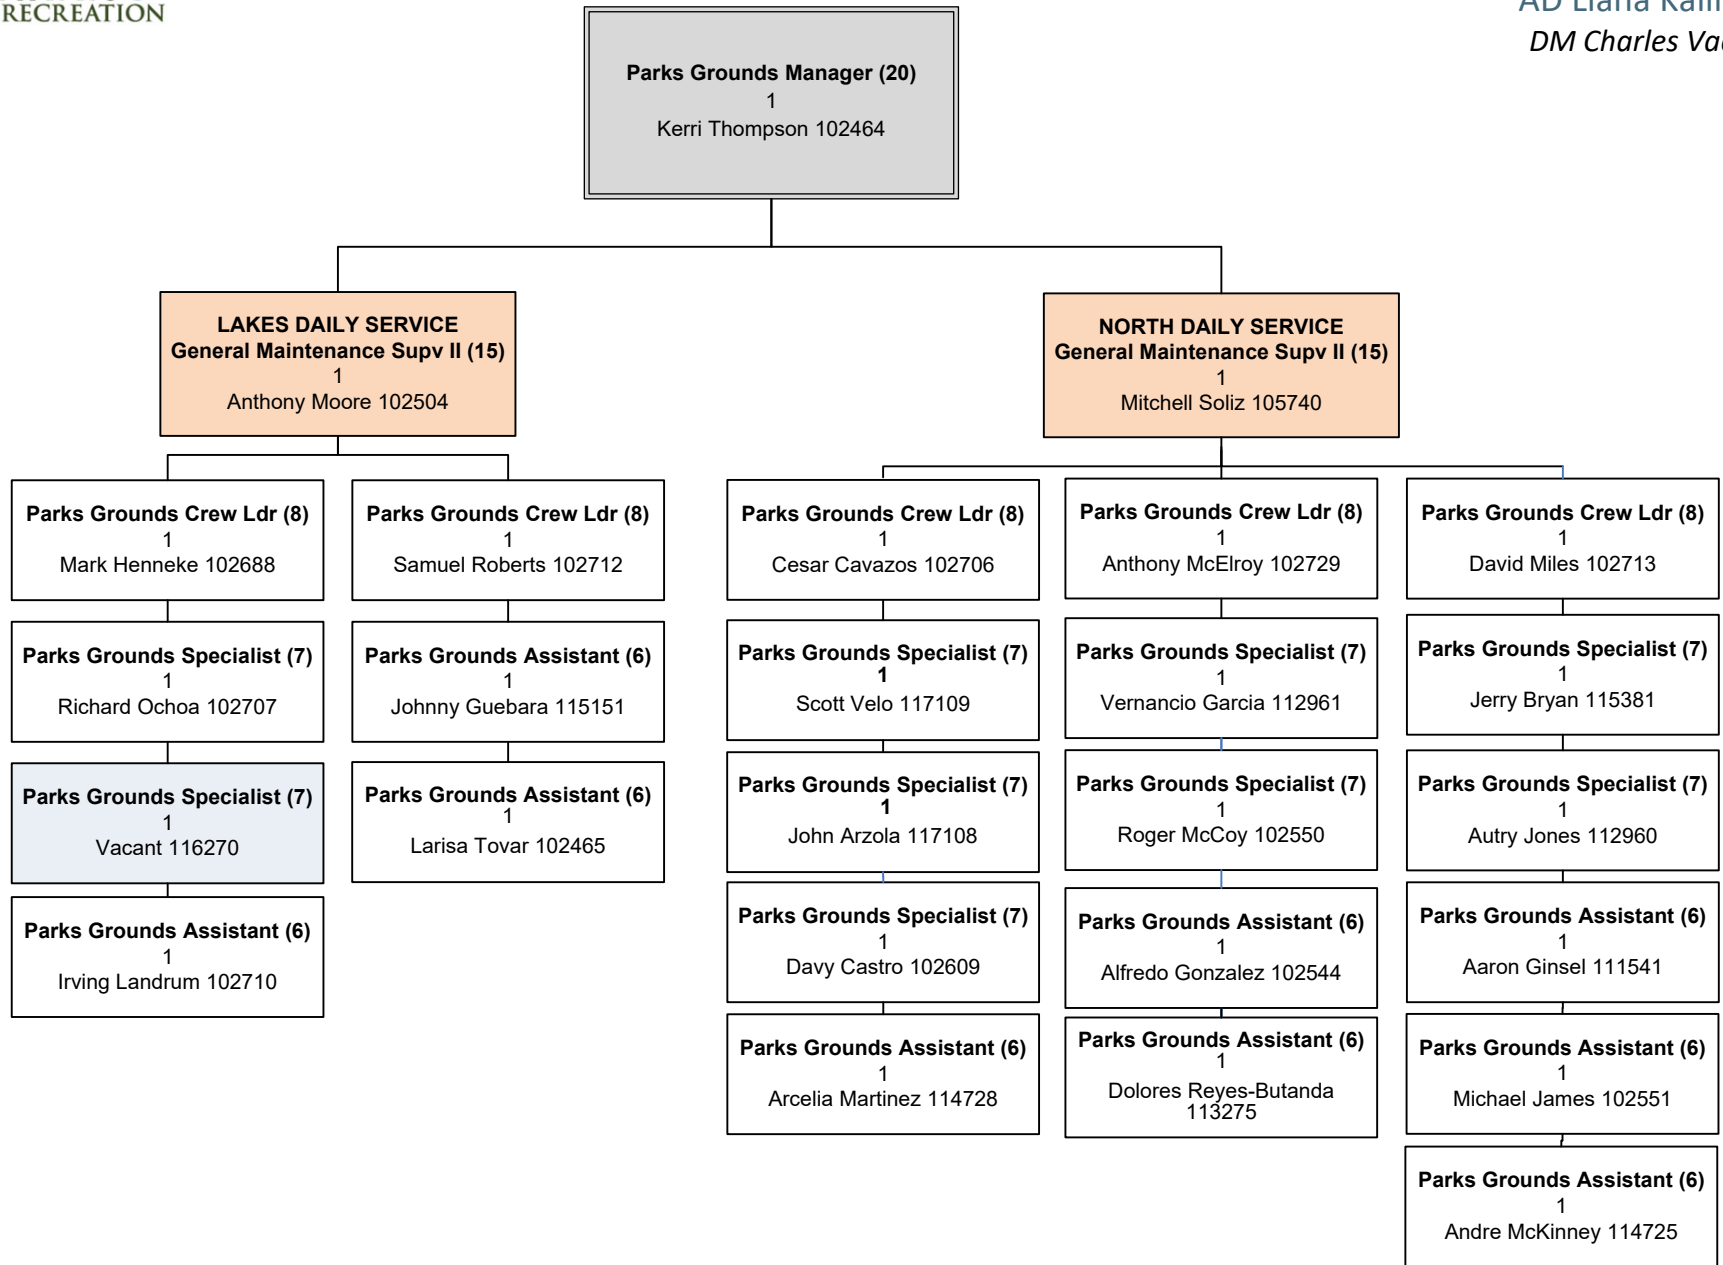 RECREATION
DM Charles
Parks Grounds Manager (20)
1
Kerri Thompson 102464
LAKES DAILY SERVICE
General Maintenance Supv II (15)
1
Anthony Moore 102504
NORTH DAILY SERVICE
General Maintenance Supv II (15)
1
Mitchell Soliz 105740
Parks Grounds Crew Ldr (8)
1
Mark Henneke 102688
Parks Grounds Specialist (7)
1
Richard Ochoa 102707
Parks Grounds Specialist (7)
1
Vacant 116270
Parks Grounds Assistant (6)
1
Irving Landrum 102710
Parks Grounds Crew Ldr (8)
1
Samuel Roberts 102712
Parks Grounds Assistant (6)
1
Johnny Guebara 115151
Parks Grounds Assistant (6)
1
Larisa Tovar 102465
Parks Grounds Crew Ldr (8)
1
Cesar Cavazos 102706
Parks Grounds Specialist (7)
1
Scott Velo 117109
Parks Grounds Specialist (7)
1
John Arzola 117108
Parks Grounds Specialist (7)
1
Davy Castro 102609
Parks Grounds Assistant (6)
1
Arcelia Martinez 114728
Parks Grounds Crew Ldr (8)
1
Anthony McElroy 102729
Parks Grounds Specialist (7)
1
Vernancio Garcia 112961
Parks Grounds Specialist (7)
1
Roger McCoy 102550
Parks Grounds Assistant (6)
1
Alfredo Gonzalez 102544
Parks Grounds Assistant (6)
1
Dolores Reyes-Butanda
113275
Parks Grounds Crew Ldr (8)
1
David Miles 102713
Parks Grounds Specialist (7)
1
Jerry Bryan 115381
Parks Grounds Specialist (7)
1
Autry Jones 112960
Parks Grounds Assistant (6)
1
Aaron Ginsel 111541
Parks Grounds Assistant (6)
1
Michael James 102551
Parks Grounds Assistant (6)
1
Andre McKinney 114725